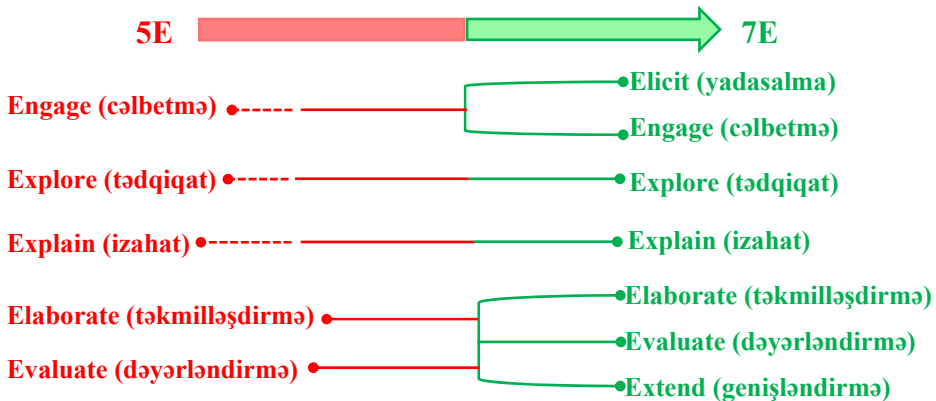 5E
7E
Engage (cəlbetmə)
Elicit (yadasalma)
Engage (cəlbetmə)
Explore (tədqiqat)
Explore (tədqiqat)
Explain (izahat)
Explain (izahat)
Elaborate (təkmilləşdirmə)
Evaluate (dəyərləndirmə)
Elaborate (təkmilləşdirmə)
Evaluate (dəyərləndirmə)
Extend (genişləndirmə)